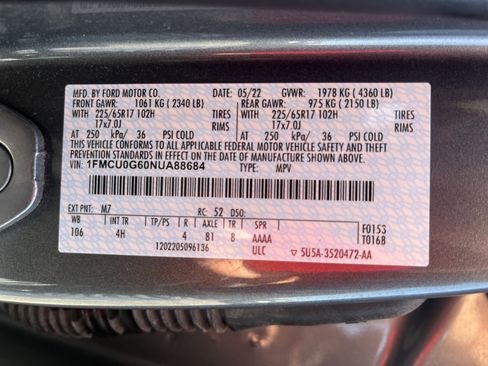 MFD. BY FORD MOTOR CO. DATE: 05/22 GVWR: 1978 KG ( 4360 LB)
FRONT GAWR: 1061 KG ( 2340 LB) REAR GAWR: 975 KG ( 2150 LB)
WITH 225/65R17 102H TIRES WITH 225/65R17 102H TIRES
17x7.0J RIMS 17x7.0J RIMS
AT 250 kPa/ 36 PSI COLD AT 250 kPa/ 36 PSI COLD
THIS VEHICLE CONFORMS TO ALL APPLICABLE FEDERAL MOTOR VEHICLE SAFETY, BUMPER,
AND THEFT PREVENTION STANDARDS IN EFFECT ON THE DATE OF MANUFACTURE SHOWN ABOVE.
VIN: 1FMCU0G60NUA88684 TYPE: MPV
EXT PNT: M7 RC: 52 DSO:
WB INT TR TP/PS R AXLE TR SPR
106 4H 4 81 8 AAAA F0153
1202205096136 ULC 5U5A-3520472-AA T0168